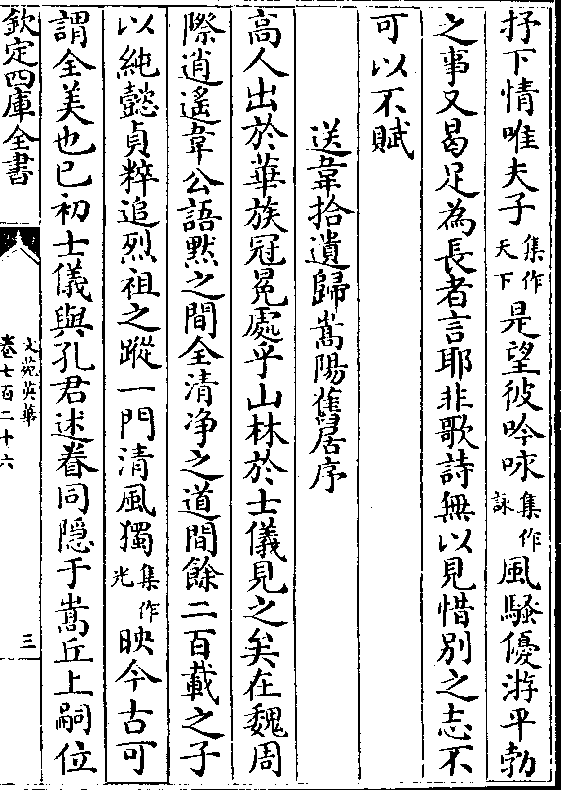 抒下情唯夫子集作天下是望彼吟咏集作詠風騷優游平勃
之事又曷足為長者言耶非歌詩無以見惜别之志不
可以不賦
送韋拾遺歸嵩陽舊居序
高人出於華族冠冕處乎山林於士儀見之矣在魏周
際逍遙韋公語默之間全清净之道間餘二百載之子
以純懿貞粹追烈祖之蹤一門清風獨集作光映今古可
謂全美也已初士儀與孔君述睿同隠于嵩丘上嗣位
欽定四庫全書
文苑英華
卷七百二十六
三